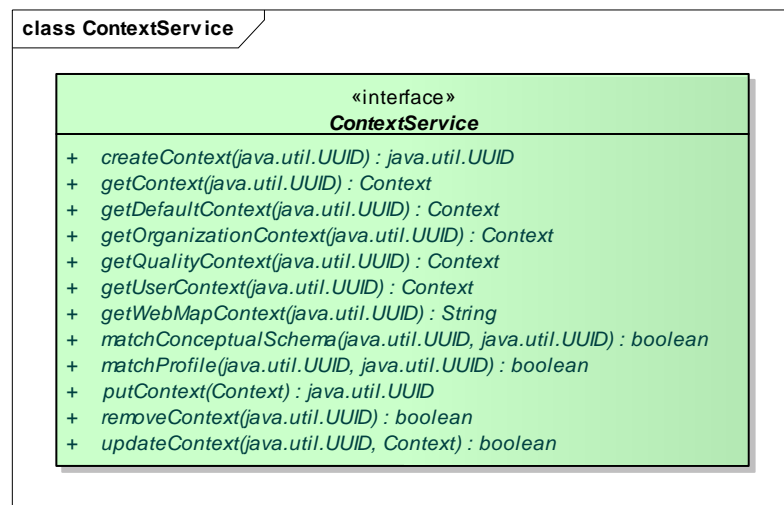 class ContextService
«interface»
ContextService
+ createContext(java.util.UUID) : java.util.UUID
+ getContext(java.util.UUID) : Context
+ getDefaultContext(java.util.UUID) : Context
+ getOrganizationContext(java.util.UUID) : Context
+ getQualityContext(java.util.UUID) : Context
+ getUserContext(java.util.UUID) : Context
+ getWebMapContext(java.util.UUID) : String
+ matchConceptualSchema(java.util.UUID, java.util.UUID) : boolean
+ matchProfile(java.util.UUID, java.util.UUID) : boolean
+ putContext(Context) : java.util.UUID
+ removeContext(java.util.UUID) : boolean
+ updateContext(java.util.UUID, Context) : boolean